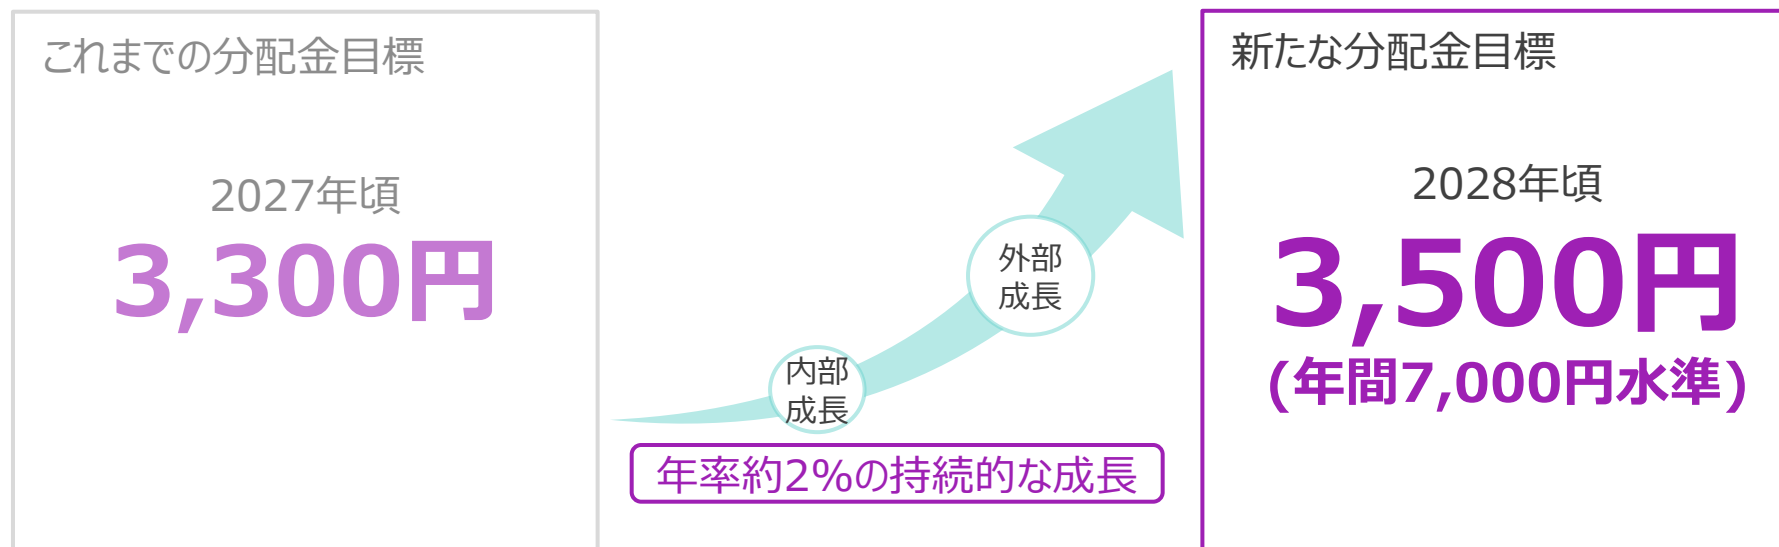 これまでの分配金目標
2027年頃
3,300円
内部
成長
外部
成長
年率約2%の持続的な成長
新たな分配金目標
2028年頃
3,500円
(年間7,000円水準)